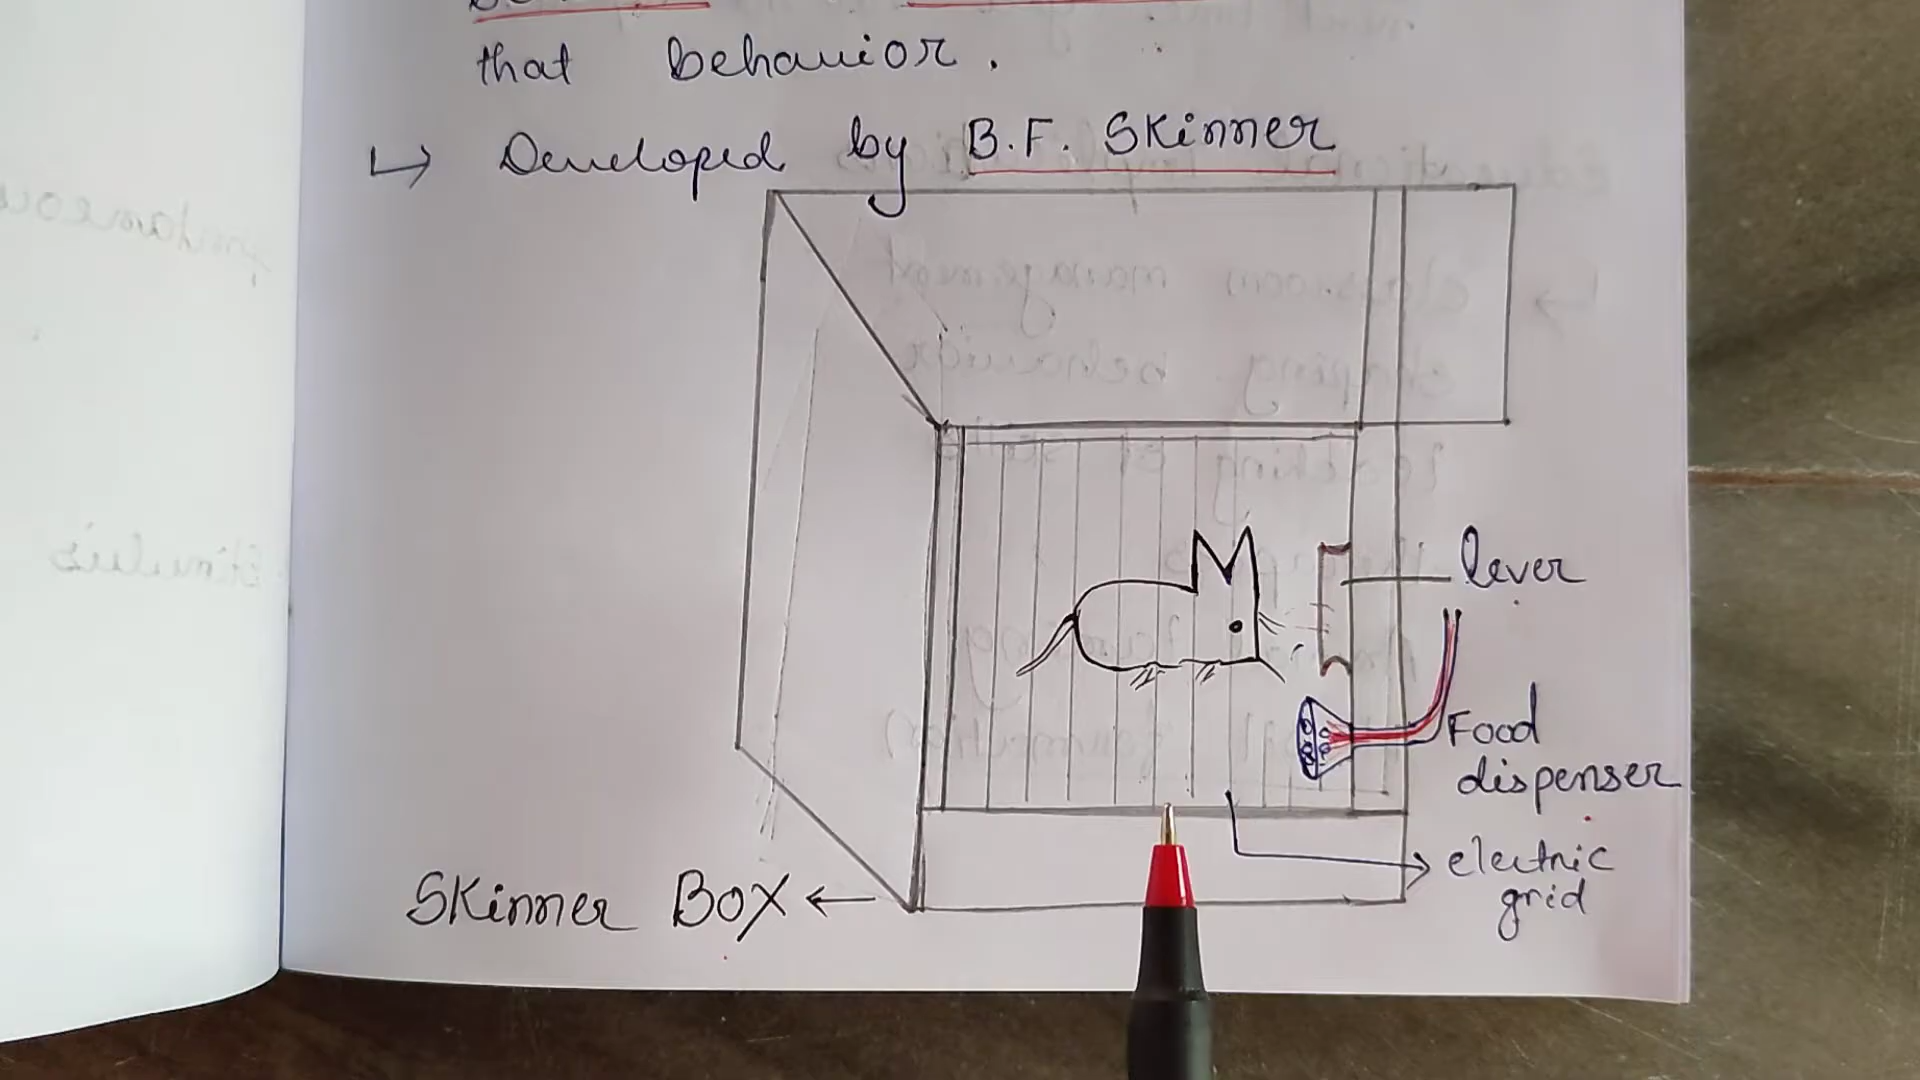 that behavior.
↳ Developed by B.F. Skinner
lever
Food
dispenser
electric
grid
Skinner Box ←